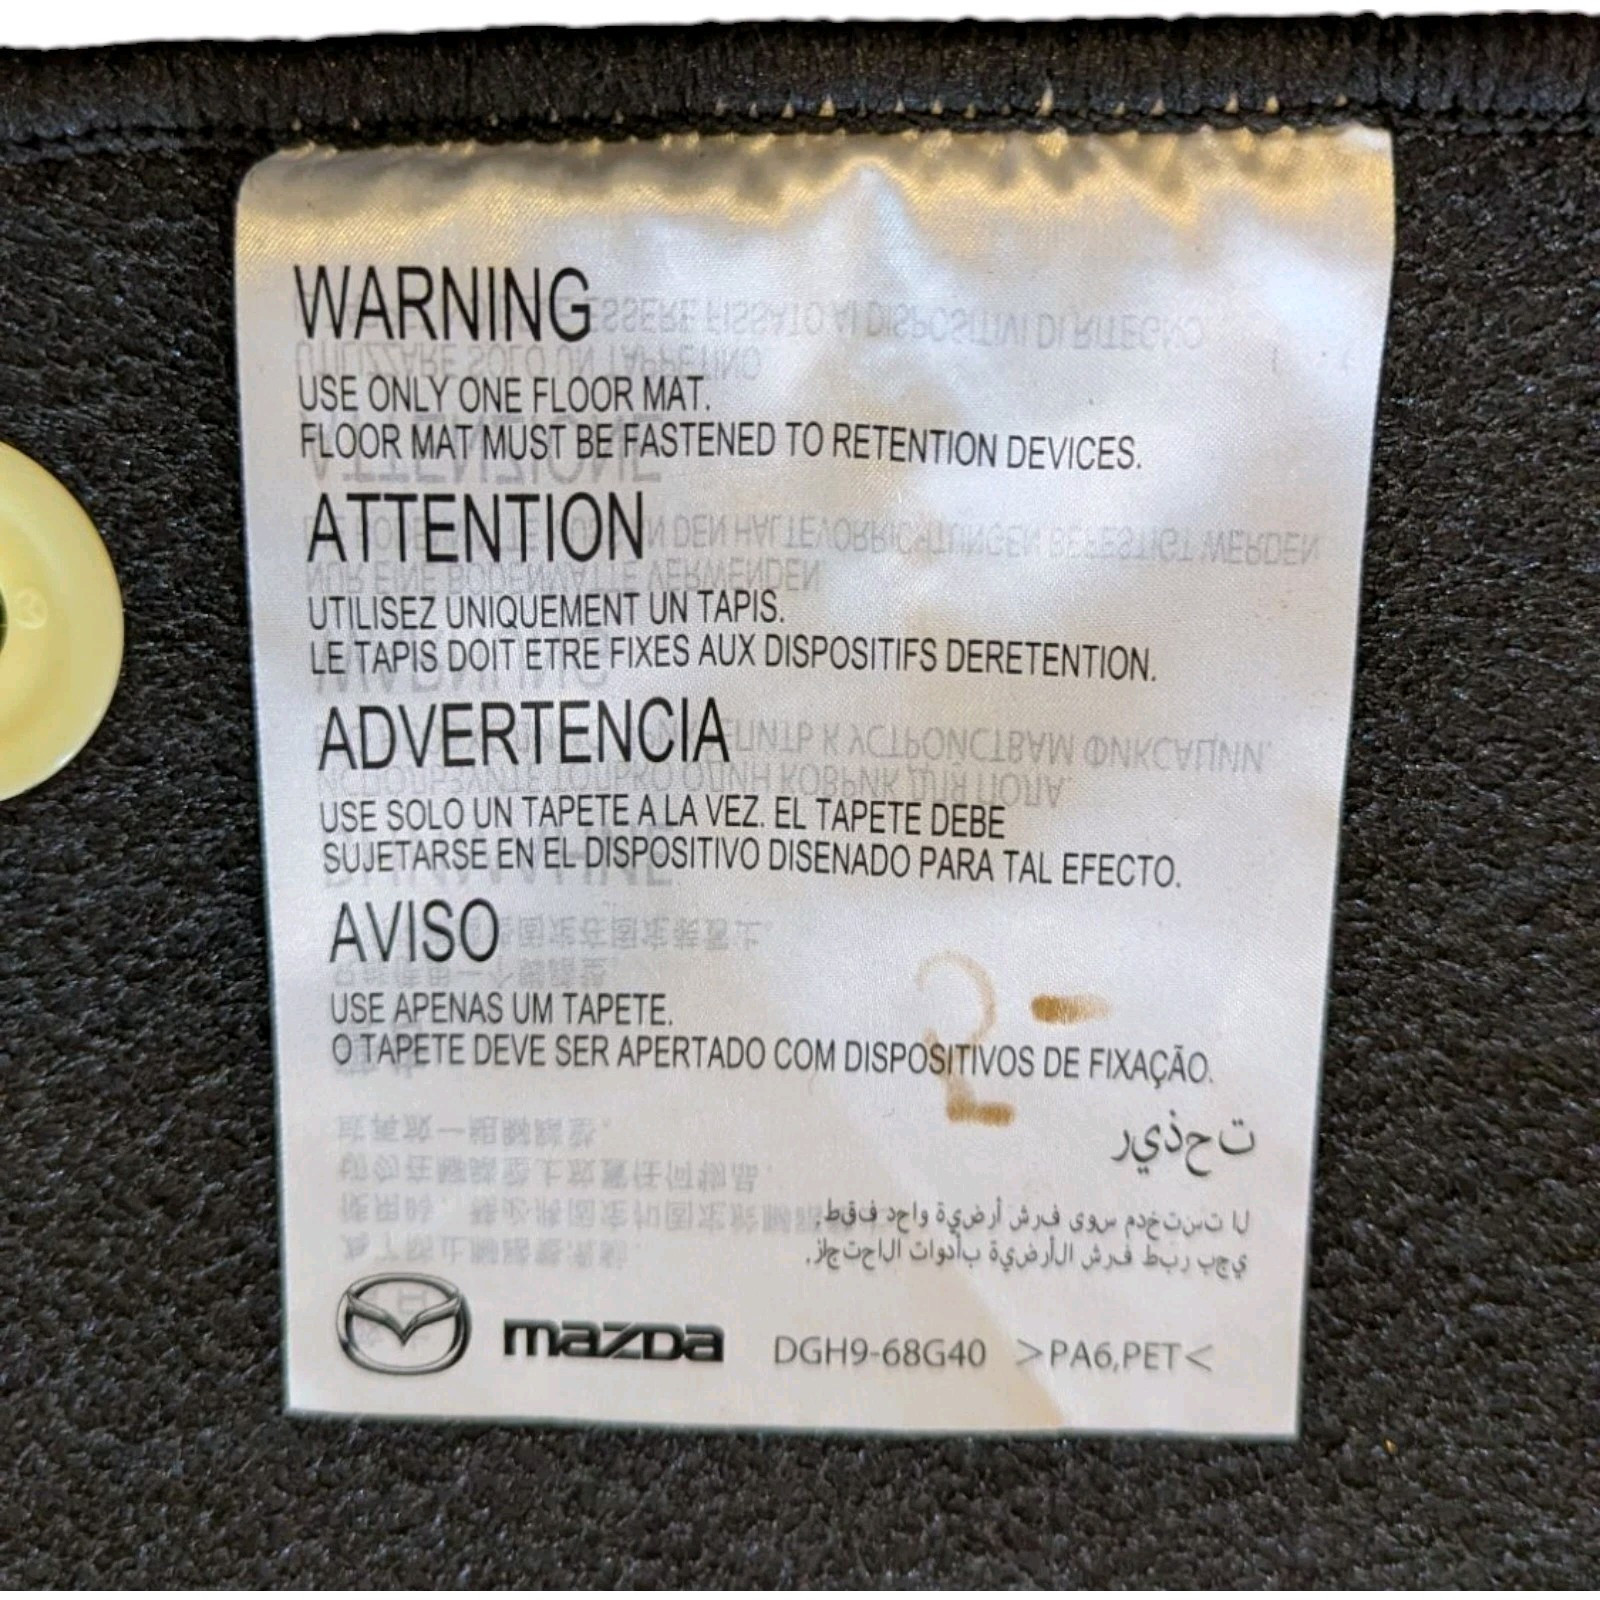 WARNING
USE ONLY ONE FLOOR MAT.
FLOOR MAT MUST BE FASTENED TO RETENTION DEVICES.
ATTENTION
UTILISEZ UNIQUEMENT UN TAPIS.
LE TAPIS DOIT ETRE FIXES AUX DISPOSITIFS DERETENTION.
ADVERTENCIA
USE SOLO UN TAPETE A LA VEZ. EL TAPETE DEBE
SUJETARSE EN EL DISPOSITIVO DISENADO PARA TAL EFECTO.
AVISO
USE APENAS UM TAPETE.
O TAPETE DEVE SER APERTADO COM DISPOSITIVOS DE FIXAÇÃO.
تحذير
لا تستخدم سوى فرش أرضية واحد فقط.
يجب ربط فرش الأرضية بأدوات الاحتجاز.
mazda DGH9-68G40 >PA6,PET<